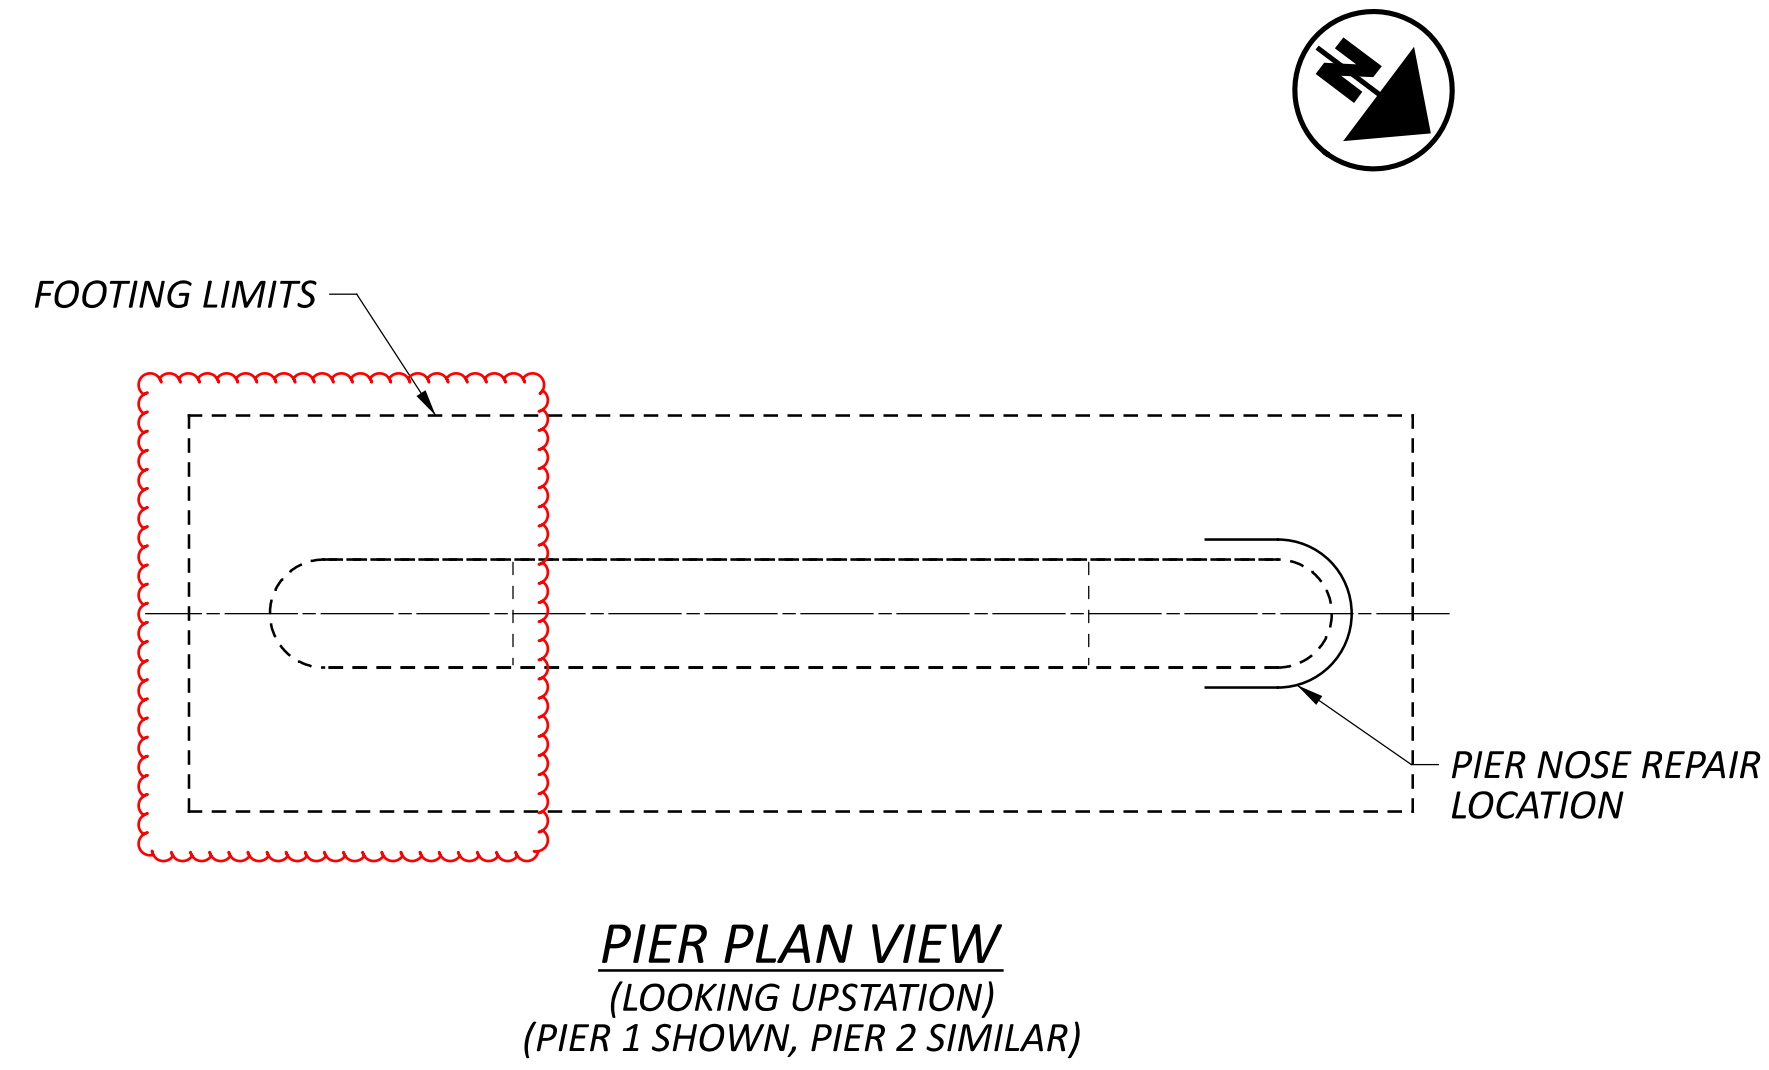 N
FOOTING LIMITS
PIER NOSE REPAIR
LOCATION
PIER PLAN VIEW
(LOOKING UPSTATION)
(PIER 1 SHOWN, PIER 2 SIMILAR)